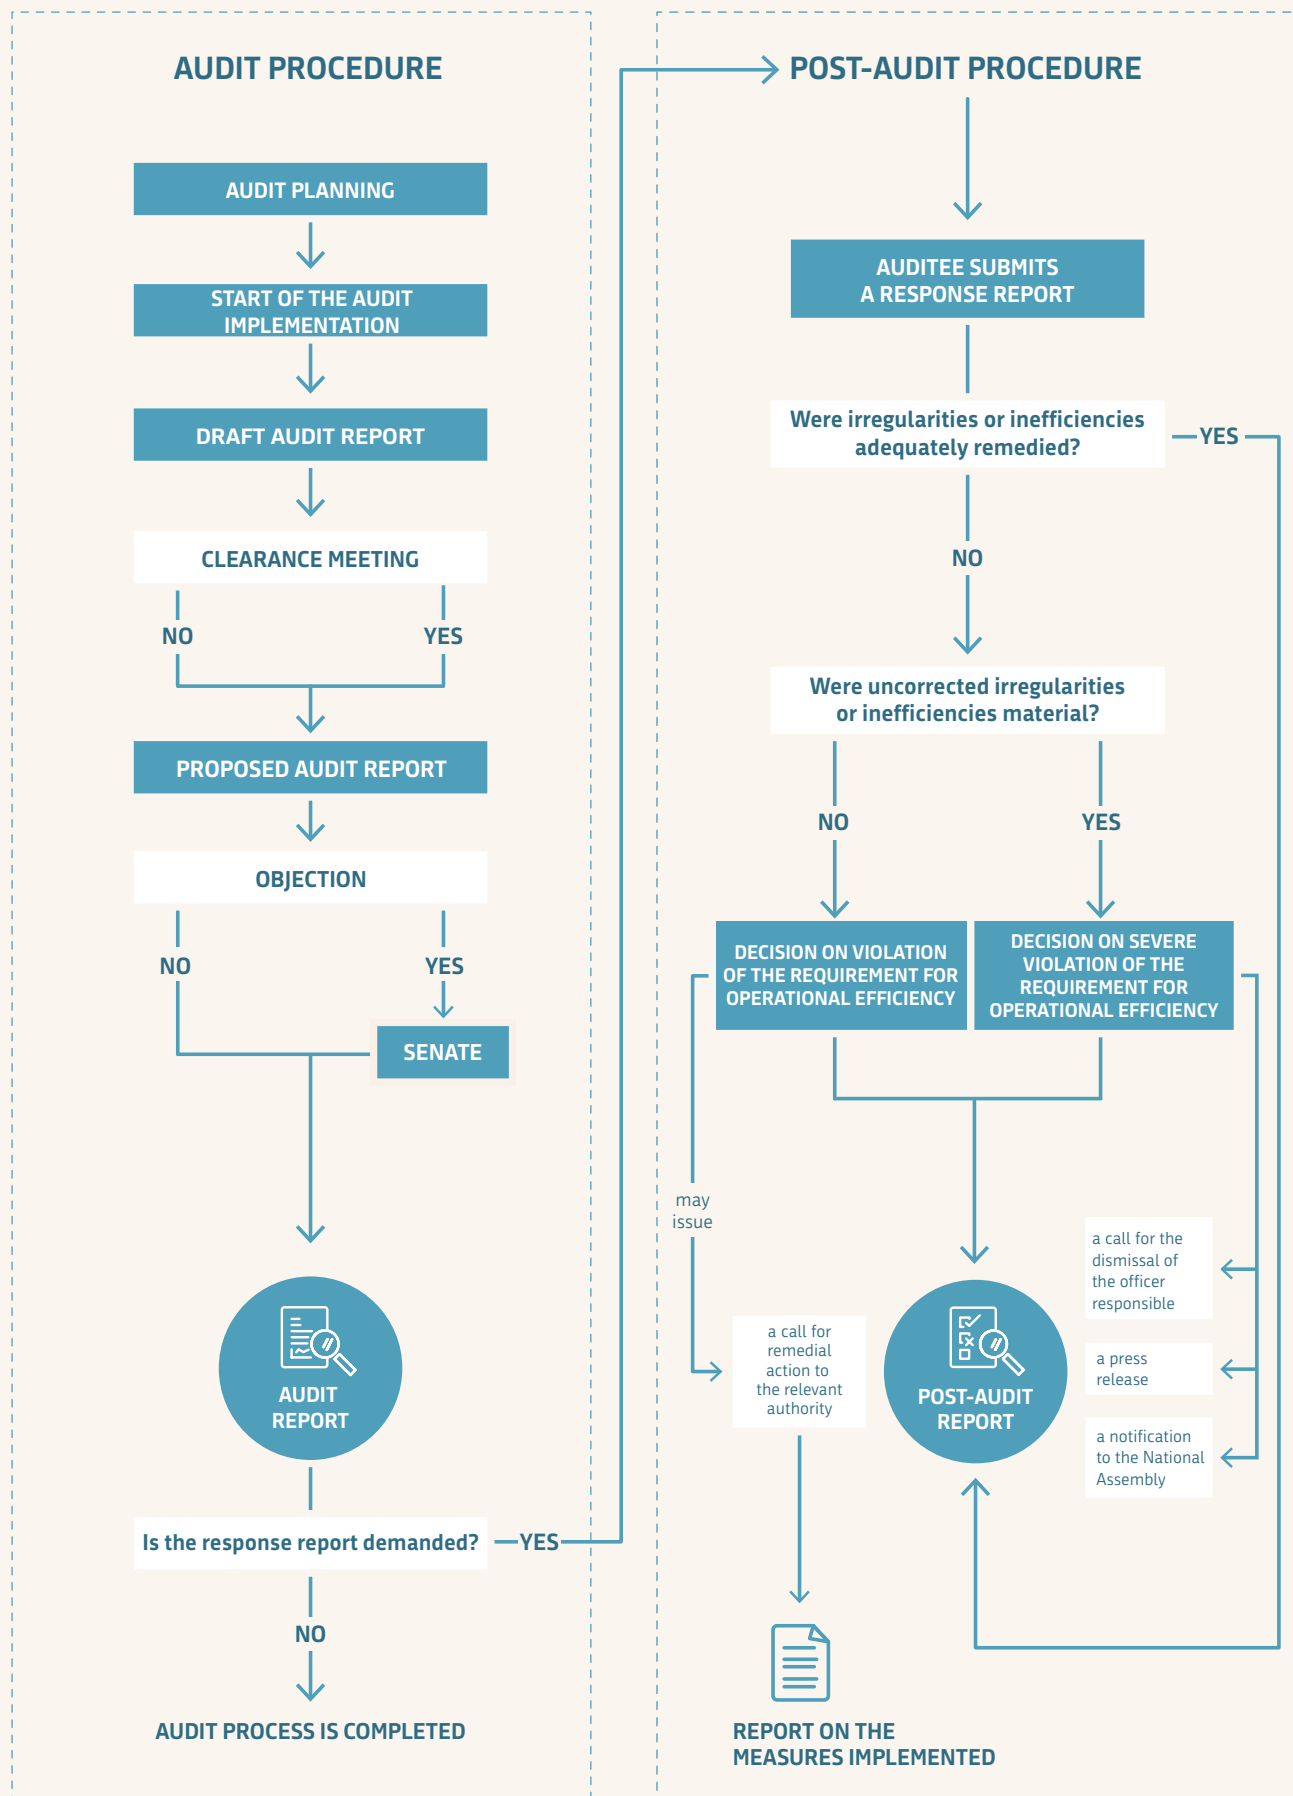 AUDIT PROCEDURE
AUDIT PLANNING
START OF THE AUDIT
IMPLEMENTATION
DRAFT AUDIT REPORT
CLEARANCE MEETING
NO
YES
PROPOSED AUDIT REPORT
OBJECTION
NO
YES
SENATE
AUDIT
REPORT
Is the response report demanded?
YES
NO
AUDIT PROCESS IS COMPLETED
POST-AUDIT PROCEDURE
AUDITEE SUBMITS
A RESPONSE REPORT
Were irregularities or inefficiencies
adequately remedied?
YES
NO
Were uncorrected irregularities
or inefficiencies material?
NO
YES
DECISION ON VIOLATION
OF THE REQUIREMENT FOR
OPERATIONAL EFFICIENCY
DECISION ON SEVERE
VIOLATION OF THE
REQUIREMENT FOR
OPERATIONAL EFFICIENCY
may
issue
a call for
remedial
action to
the relevant
authority
POST-AUDIT
REPORT
a call for the
dismissal of
the officer
responsible
a press
release
a notification
to the National
Assembly
REPORT ON THE
MEASURES IMPLEMENTED